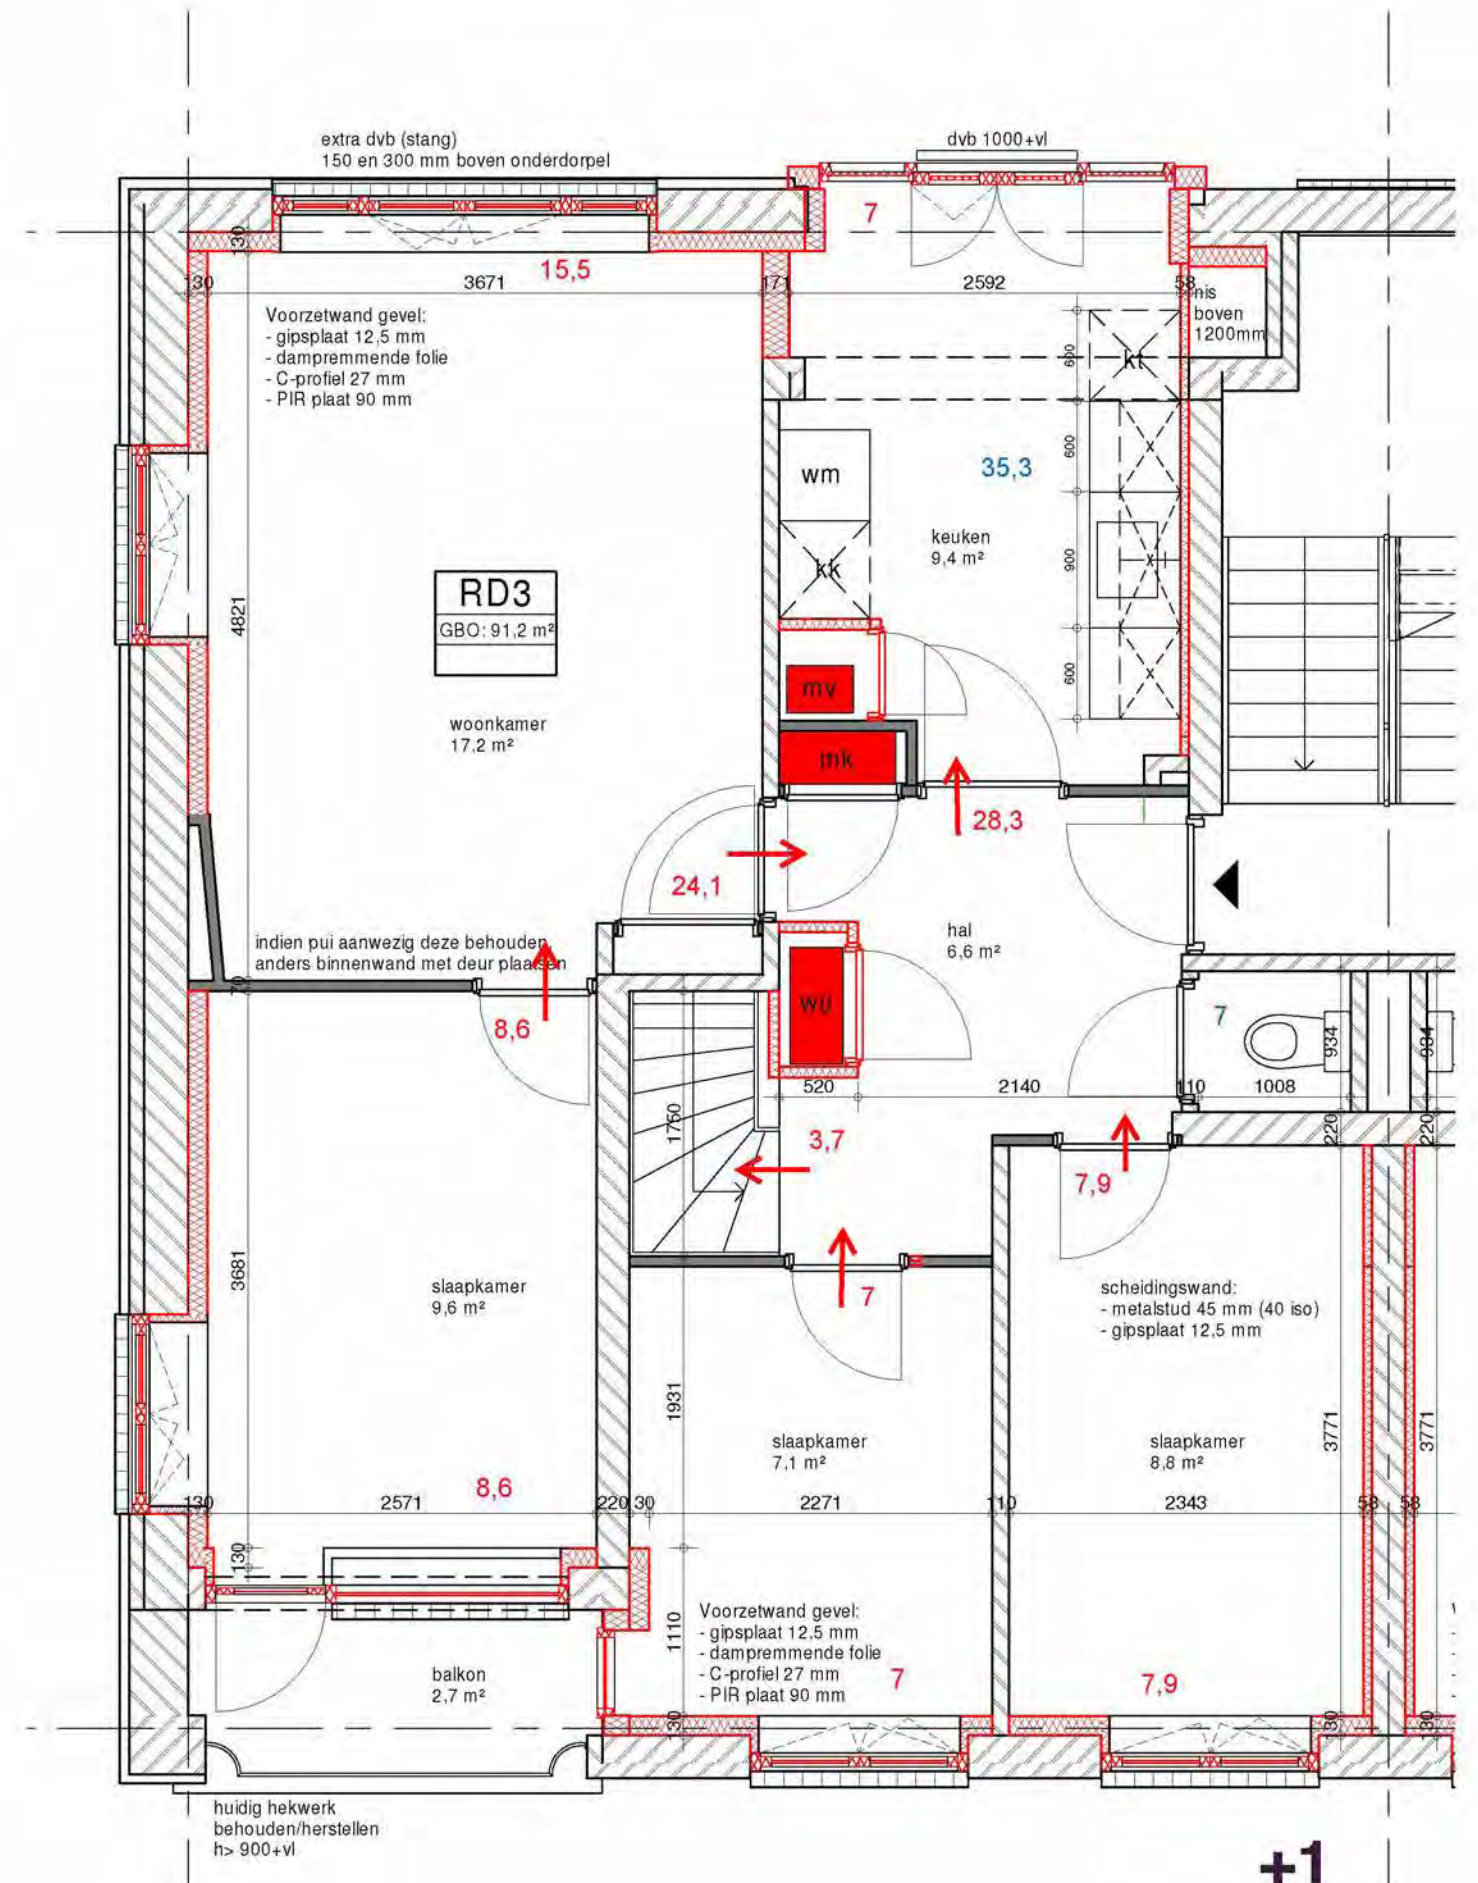 extra dvb (stang)
150 en 300 mm boven onderdorpel
dvb 1000+vl
7
130
15,5
130
3671
171
2592
58
nis
boven
1200mm
Voorzetwand gevel:
- gipsplaat 12,5 mm
- dampremmende folie
- C-profiel 27 mm
- PIR plaat 90 mm
600
kt
600
35,3
wm
keuken
9,4 m²
kk
900
RD3
GBO: 91,2 m²
4821
600
mv
woonkamer
17,2 m²
mk
28,3
24,1
hal
6,6 m²
indien pui aanwezig deze behouden
anders binnenwand met deur plaatsen
70
wu
8,6
7
934
934
520
2140
110
1008
1760
3,7
220
220
7,9
3681
slaapkamer
9,6 m²
7
scheidingswand:
- metalstud 45 mm (40 iso)
- gipsplaat 12,5 mm
1931
slaapkamer
7,1 m²
slaapkamer
8,8 m²
3771
3771
8,6
130
2571
220
30
2271
110
2343
58
58
130
1110
Voorzetwand gevel:
- gipsplaat 12,5 mm
- dampremmende folie
- C-profiel 27 mm
- PIR plaat 90 mm
balkon
2,7 m²
7
7,9
130
130
130
huidig hekwerk
behouden/herstellen
h> 900+vl
+1